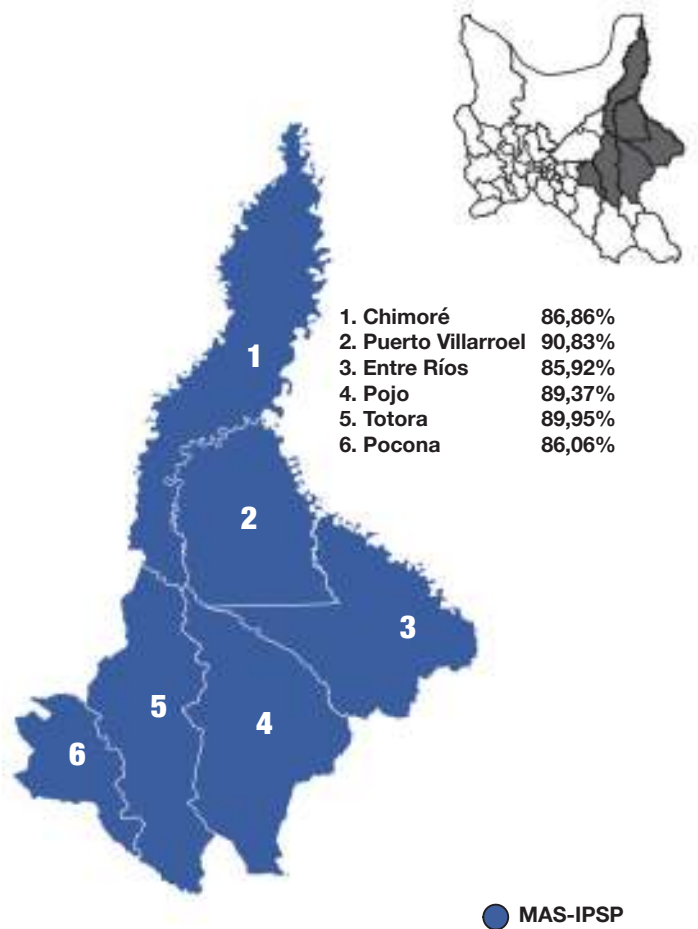 1. Chimoré 86,86%
2. Puerto Villarroel 90,83%
3. Entre Ríos 85,92%
4. Pojo 89,37%
5. Totora 89,95%
6. Pocona 86,06%
1
2
3
5
4
6
MAS-IPSP